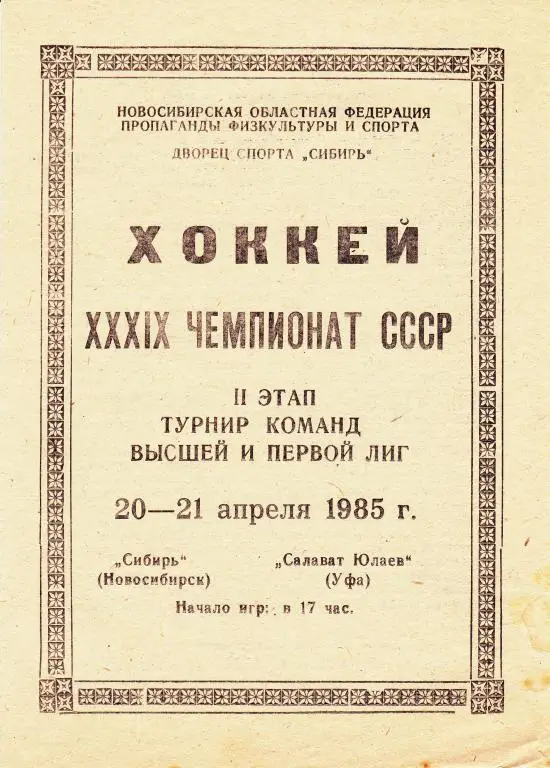 НОВОСИБИРСКАЯ ОБЛАСТНАЯ ФЕДЕРАЦИЯ
ПРОПАГАНДЫ ФИЗКУЛЬТУРЫ И СПОРТА
ДВОРЕЦ СПОРТА „СИБИРЬ“
ХОККЕЙ
XXXIX ЧЕМПИОНАТ СССР
II ЭТАП
ТУРНИР КОМАНД
ВЫСШЕЙ И ПЕРВОЙ ЛИГ
20—21 апреля 1985 г.
„Сибирь“ „Салават Юлаев“
(Новосибирск) (Уфа)
Начало игр: в 17 час.